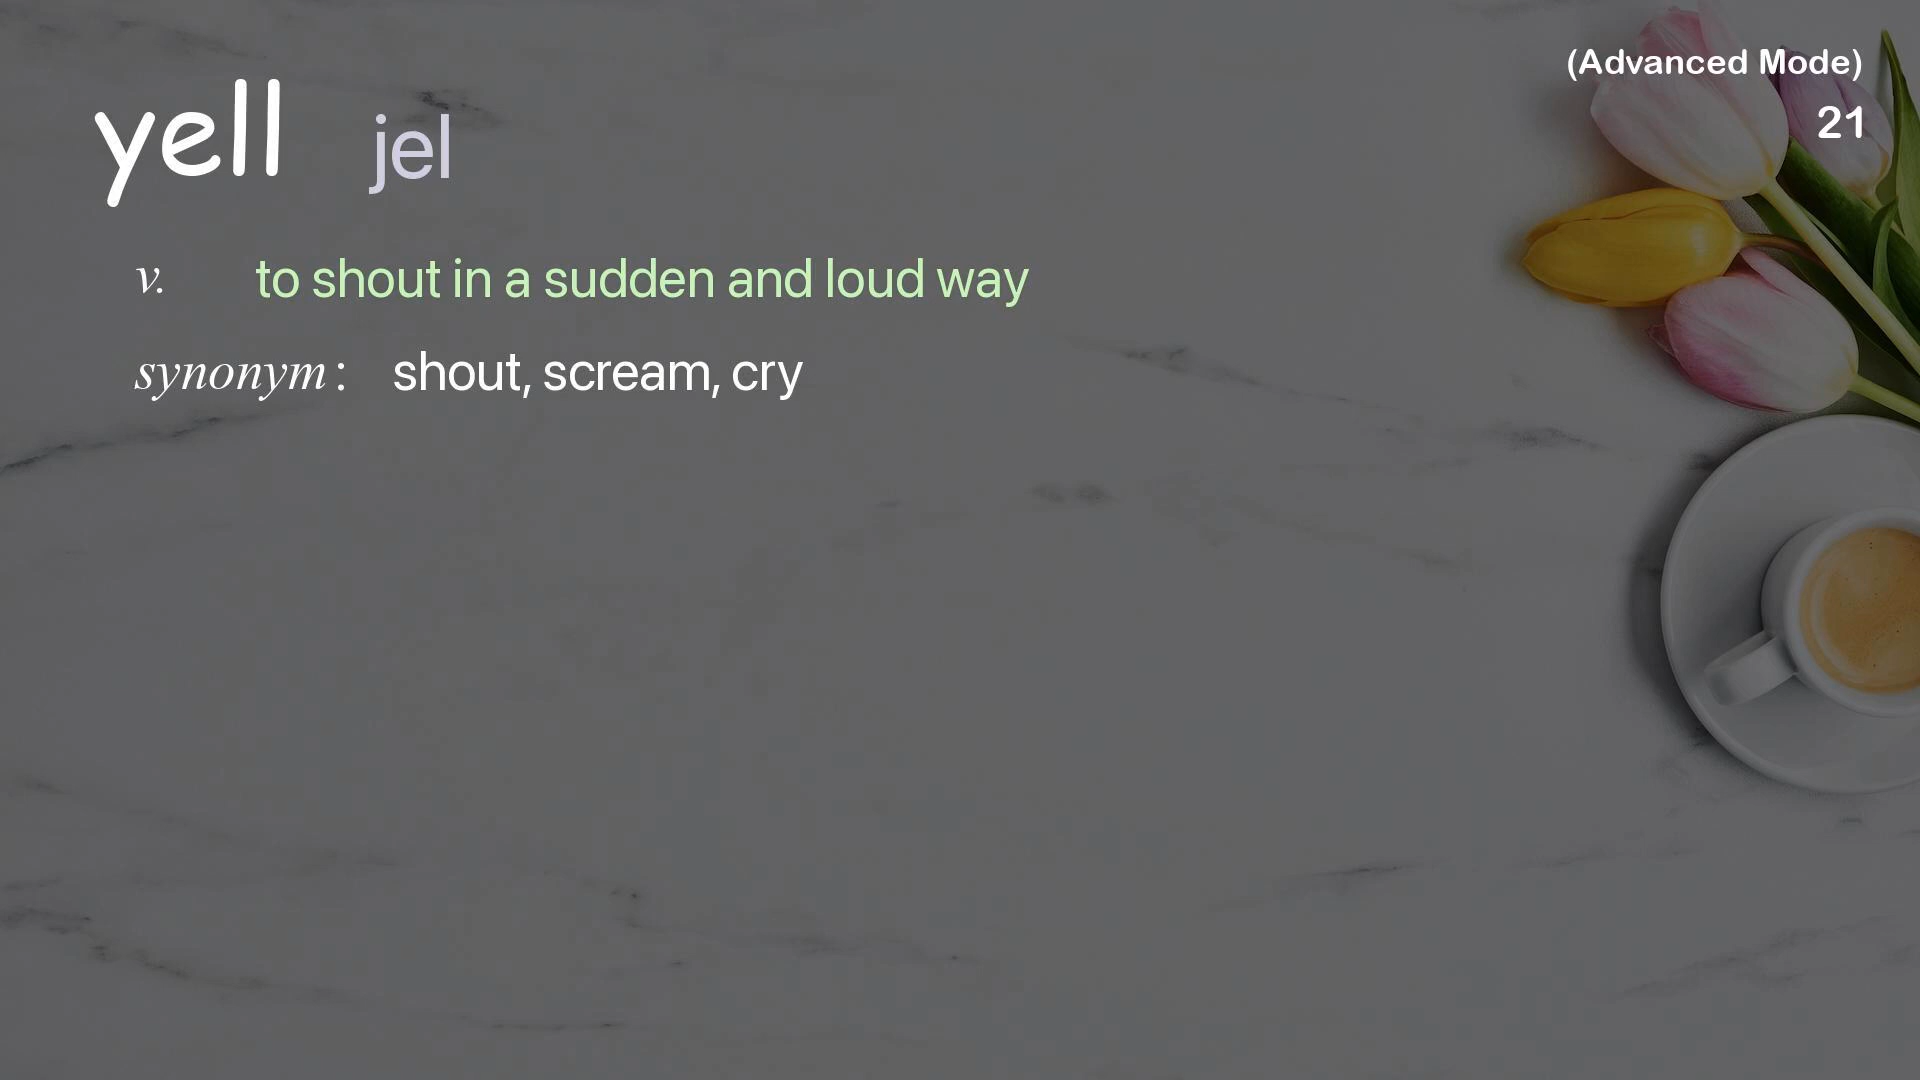 (Advanced Mode)
21
yell jel
v. to shout in a sudden and loud way
synonym: shout, scream, cry